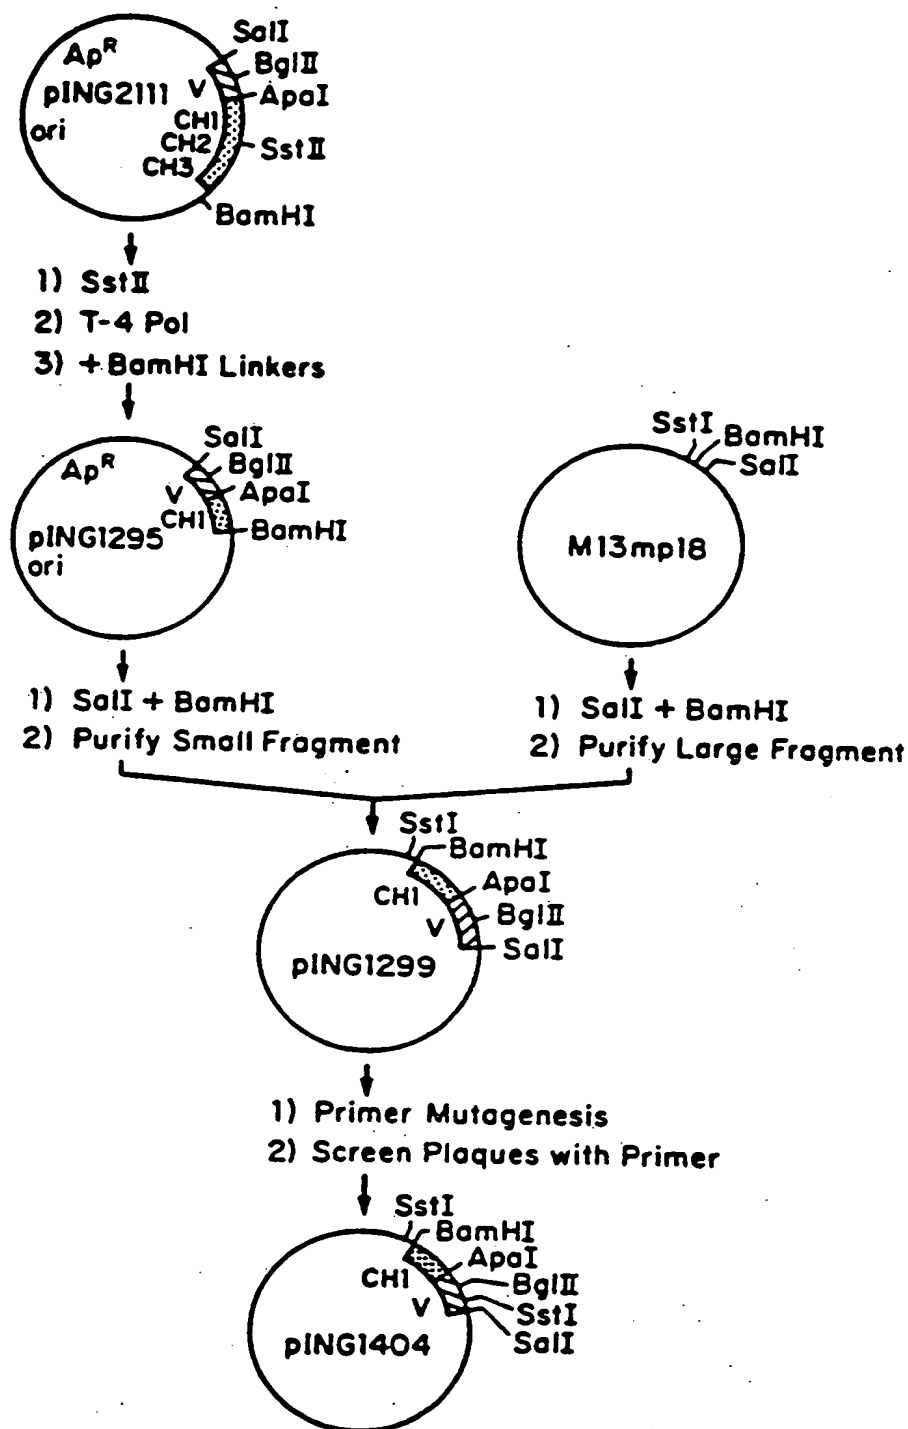 SalI
Ap^R
BglII
V
pING2111
ApaI
CH1
ori
CH2
SstII
CH3
BamHI
1) SstII
2) T-4 Pol
3) +BamHI Linkers
SalI
Ap^R
BglII
V
ApaI
CH1
BamHI
pING1295
ori
SstI
BamHI
SalI
M13mp18
1) SalI + BamHI
2) Purify Small Fragment
1) SalI + BamHI
2) Purify Large Fragment
SstI
BamHI
ApaI
CH1
BglII
V
SalI
pING1299
1) Primer Mutagenesis
2) Screen Plaques with Primer
SstI
BamHI
ApaI
CH1
BglII
V
SstI
SalI
pING1404